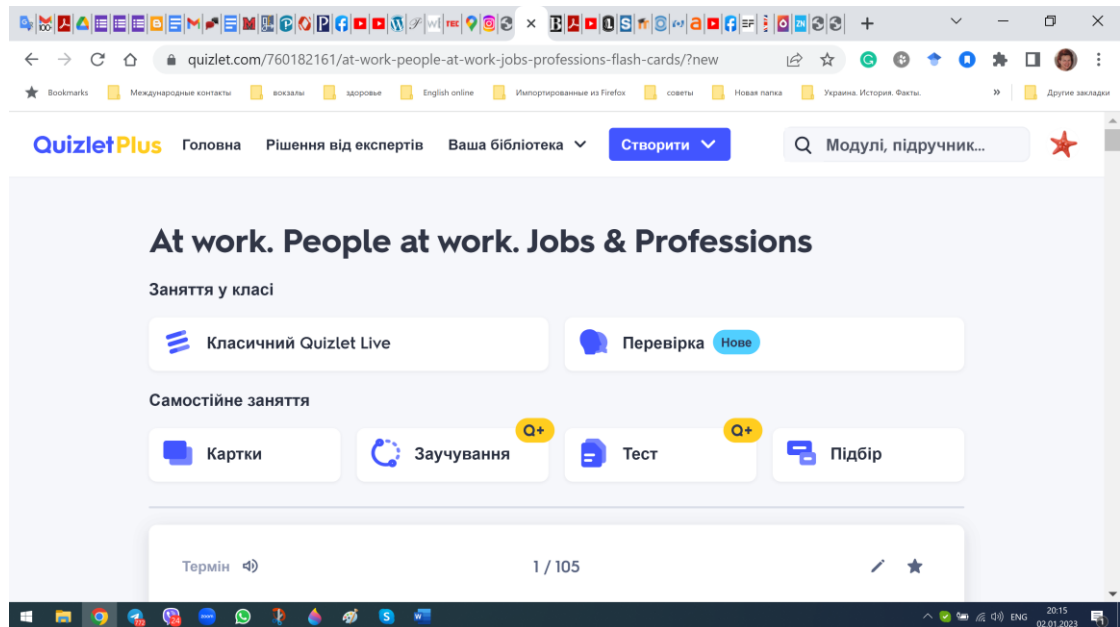 quizlet.com/760182161/at-work-people-at-work-jobs-professions-flash-cards/?new
Bookmarks Международные контакты вокзалы здоровье English online Импортированные из Firefox советы Новая папка Украина. История. Факты. » Другие закладки
QuizletPlus Головна Рішення від експертів Ваша бібліотека Створити Модулі, підручник...
At work. People at work. Jobs & Professions
Заняття у класі
Класичний Quizlet Live Перевірка Нове
Самостійне заняття
Q+ Q+
Картки Заучування Тест Підбір
Термін 1 / 105
ENG 20:15
02.01.2023